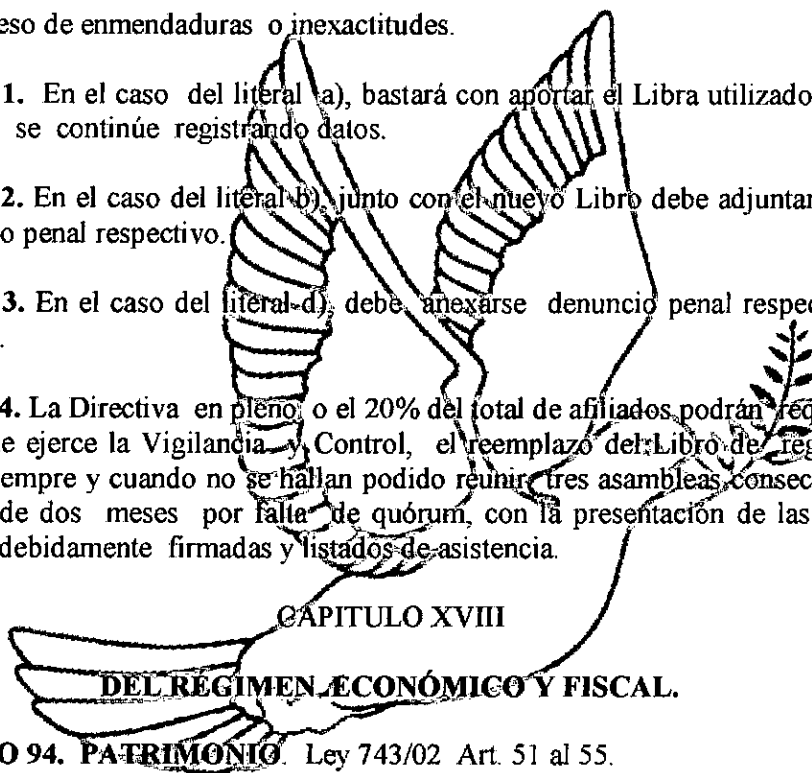 eso de enmendaduras o inexactitudes.
1. En el caso del literal a), bastará con aportar el Libra utilizado
se continúe registrando datos.
2. En el caso del literal b), junto con el nuevo Libro debe adjuntar
o penal respectivo.
3. En el caso del literal d), debe anexarse denuncio penal respec
.
4. La Directiva en pleno o el 20% del total de afiliados podrán req
e ejerce la Vigilancia y Control, el reemplazo del Libro de reg
empre y cuando no se hallan podido reunir tres asambleas consec
de dos meses por falta de quórum, con la presentación de las
debidamente firmadas y listados de asistencia.
CAPITULO XVIII
DEL RÉGIMEN ECONÓMICO Y FISCAL.
O 94. PATRIMONIO. Ley 743/02 Art. 51 al 55.